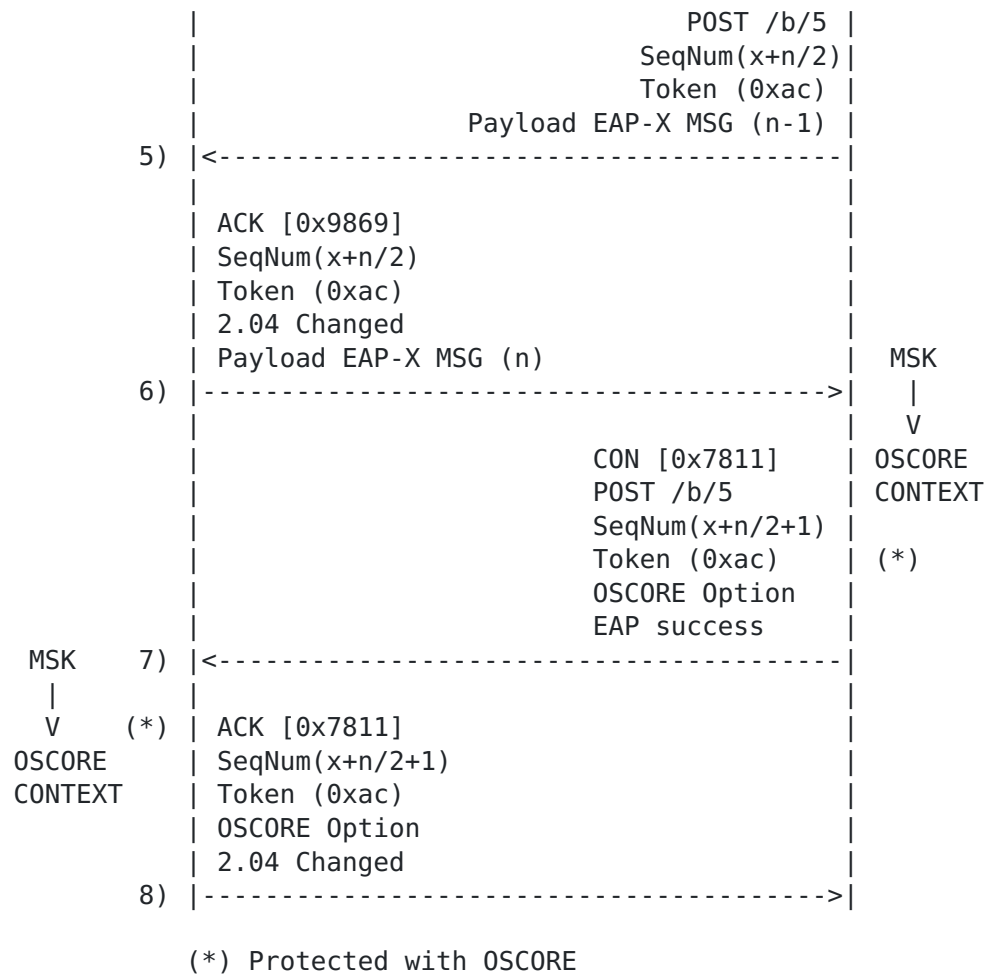 POST /b/5
SeqNum(x+n/2)
Token (0xac)
Payload EAP-X MSG (n-1)
5)
ACK [0x9869]
SeqNum(x+n/2)
Token (0xac)
2.04 Changed
Payload EAP-X MSG (n) MSK
6)
V
CON [0x7811] OSCORE
POST /b/5 CONTEXT
SeqNum(x+n/2+1)
Token (0xac) (*)
OSCORE Option
EAP success
MSK 7)
V (*) ACK [0x7811]
OSCORE SeqNum(x+n/2+1)
CONTEXT Token (0xac)
OSCORE Option
2.04 Changed
8)
(*) Protected with OSCORE